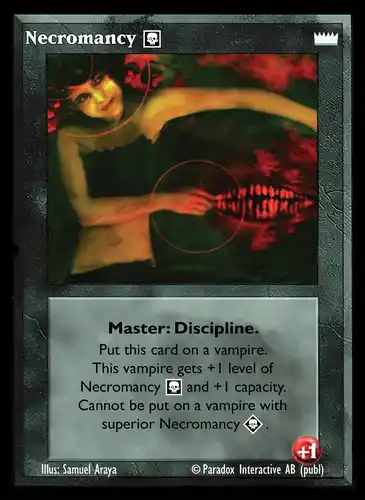 Necromancy
Master: Discipline.
Put this card on a vampire.
This vampire gets +1 level of
Necromancy and +1 capacity.
Cannot be put on a vampire with
superior Necromancy .
+1
Illus: Samuel Araya © Paradox Interactive AB (publ)